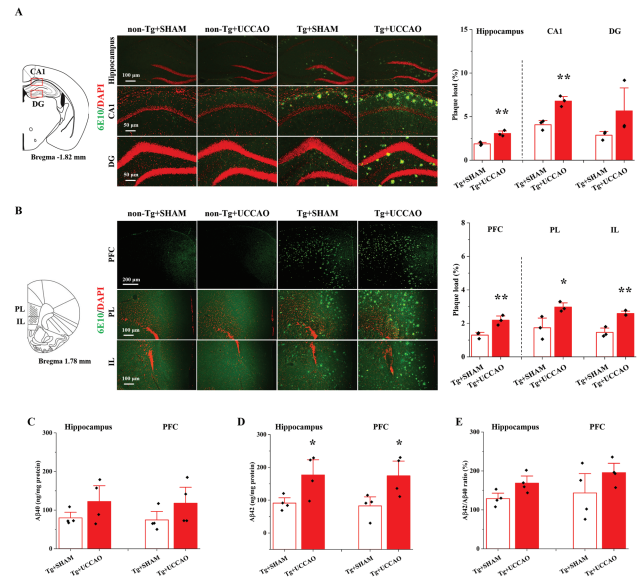 A
non-Tg+SHAM non-Tg+UCCAO Tg+SHAM Tg+UCCAO
CA1
DG
Bregma -1.82 mm
6E10/DAPI
Hippocampus
100 μm
CA1
50 μm
DG
50 μm
Plaque load (%)
15
10
5
0
Hippocampus CA1 DG
** **
Tg+SHAM Tg+UCCAO Tg+SHAM Tg+UCCAO Tg+SHAM Tg+UCCAO
B
non-Tg+SHAM non-Tg+UCCAO Tg+SHAM Tg+UCCAO
PL
IL
Bregma 1.78 mm
6E10/DAPI
PFC
200 μm
PL
100 μm
IL
100 μm
Plaque load (%)
8
6
4
2
0
PFC PL IL
** * **
Tg+SHAM Tg+UCCAO Tg+SHAM Tg+UCCAO Tg+SHAM Tg+UCCAO
C
Hippocampus PFC
Aβ40 (ng/mg protein)
300
200
100
0
Tg+SHAM Tg+UCCAO Tg+SHAM Tg+UCCAO
D
Hippocampus PFC
* *
Aβ42 (ng/mg protein)
300
200
100
0
Tg+SHAM Tg+UCCAO Tg+SHAM Tg+UCCAO
E
Hippocampus PFC
Aβ42/Aβ40 ratio (%)
300
200
100
0
Tg+SHAM Tg+UCCAO Tg+SHAM Tg+UCCAO